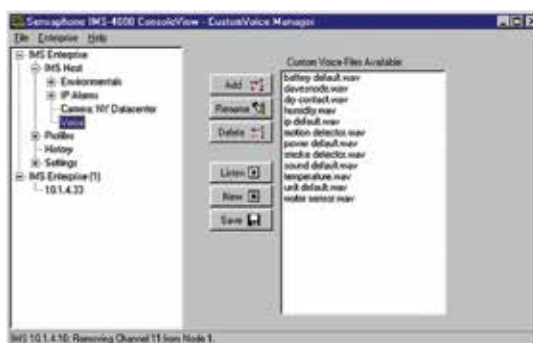 Sensaphone IMS-4000 ConsoleView - CustomVoice Manager
File Enterprise Help
IMS Enterprise
IMS Host
Environmentals
IP Alarms
Camera: NY Datacenter
Voice
Profiles
History
Settings
IMS Enterprise (1)
10.1.4.33
Add
Rename
Delete
Listen
New
Save
Custom Voice Files Available
battery default.wav
davesnode.wav
dry contact.wav
humidity.wav
ip default.wav
motion detector.wav
power default.wav
smoke detector.wav
sound default.wav
temperature.wav
unit default.wav
water sensor.wav
IMS 10.1.4.10: Removing Channel 11 from Node 1.